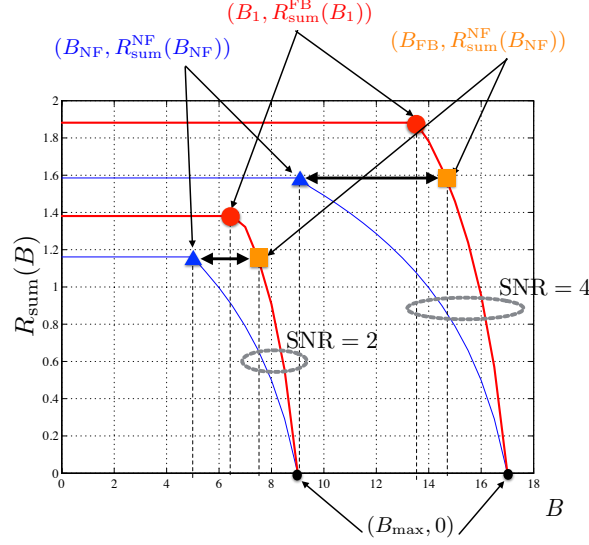 (B₁, R_sum^FB(B₁))
(B_NF, R_sum^NF(B_NF))
(B_FB, R_sum^NF(B_NF))
2
1.8
1.6
1.4
1.2
1
0.8
0.6
0.4
0.2
0
R_sum(B)
SNR = 4
SNR = 2
0 2 4 6 8 10 12 14 16 18
B
(B_max, 0)